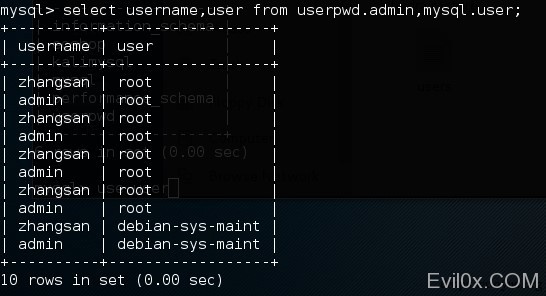 mysql> select username,user from userpwd.admin,mysql.user;
+----------+------------------+
| username | user             |
+----------+------------------+
| zhangsan | root             |
| admin    | root             |
| zhangsan | root             |
| admin    | root             |
| zhangsan | root             |
| admin    | root             |
| zhangsan | root             |
| admin    | root             |
| zhangsan | debian-sys-maint |
| admin    | debian-sys-maint |
+----------+------------------+
10 rows in set (0.00 sec)
Evil0x.COM